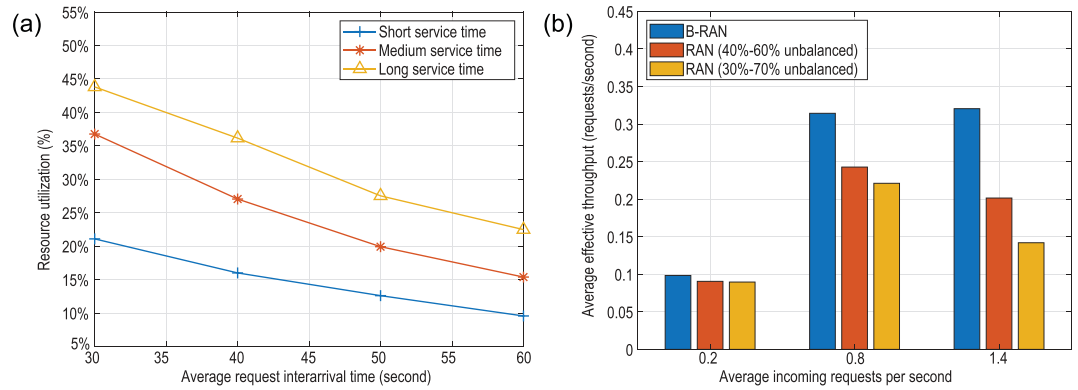 (a)
55%
50%
45%
40%
35%
30%
25%
20%
15%
10%
5%
Resource utilization (%)
Short service time
Medium service time
Long service time
30 35 40 45 50 55 60
Average request interarrival time (second)
(b)
0.45
0.4
0.35
0.3
0.25
0.2
0.15
0.1
0.05
0
Average effective throughput (requests/second)
B-RAN
RAN (40%-60% unbalanced)
RAN (30%-70% unbalanced)
0.2 0.8 1.4
Average incoming requests per second